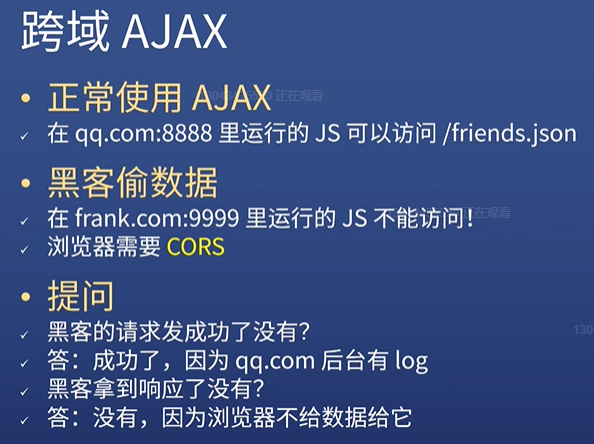 跨域 AJAX
• 正常使用 AJAX
✓ 在 qq.com:8888 里运行的 JS 可以访问 /friends.json
• 黑客偷数据
✓ 在 frank.com:9999 里运行的 JS 不能访问!
✓ 浏览器需要 CORS
• 提问
✓ 黑客的请求发成功了没有?
✓ 答：成功了，因为 qq.com 后台有 log
✓ 黑客拿到响应了没有?
✓ 答：没有，因为浏览器不给数据给它